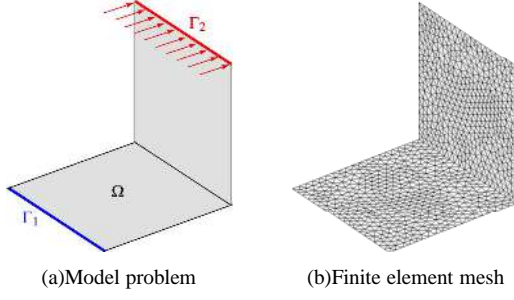 Γ2
Ω
Γ1
(a)Model problem
(b)Finite element mesh